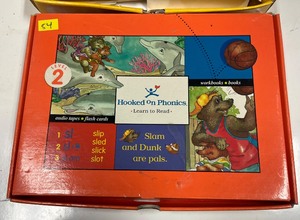 54
LEVEL
2
Hooked on Phonics
Learn to Read
workbooks • books
audio tapes • flash cards
1
2
3
slip
sled
slick
slot
Slam
and Dunk
are pals.